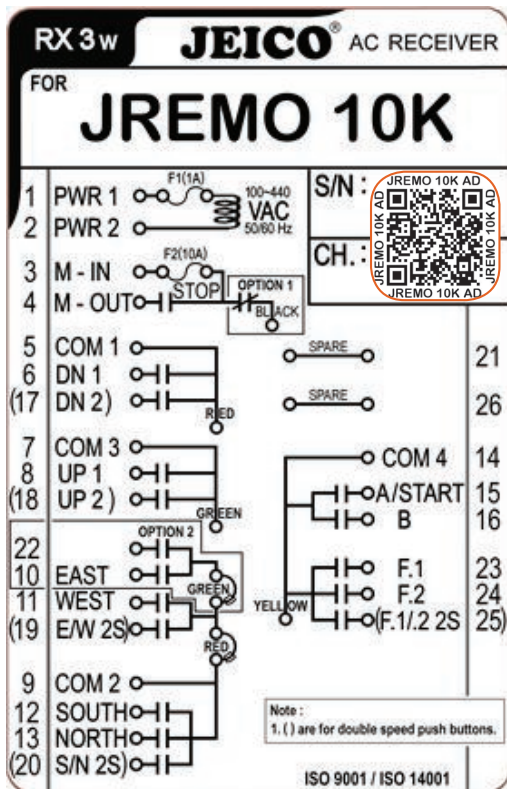 RX 3 W JEICO® AC RECEIVER
FOR
JREMO 10K
S/N :
CH. :
JREMO 10K AD
JREMO 10K AD
JREMO 10K AD
JREMO 10K AD
1 PWR 1 F1(1A) 100~440
VAC
50/60 Hz
2 PWR 2
3 M - IN F2(10A)
4 M - OUT STOP OPTION 1
BLACK
5 COM 1
6 DN 1
(17 DN 2)
RED
7 COM 3
8 UP 1
(18 UP 2 )
GREEN
22 OPTION 2
10 EAST
GREEN
11 WEST
(19 E/W 2S)
RED
9 COM 2
12 SOUTH
13 NORTH
(20 S/N 2S)
SPARE 21
SPARE 26
COM 4 14
A/START 15
B 16
F.1 23
F.2 24
(F.1/.2 2S 25)
YELLOW
Note :
1. ( ) are for double speed push buttons.
ISO 9001 / ISO 14001